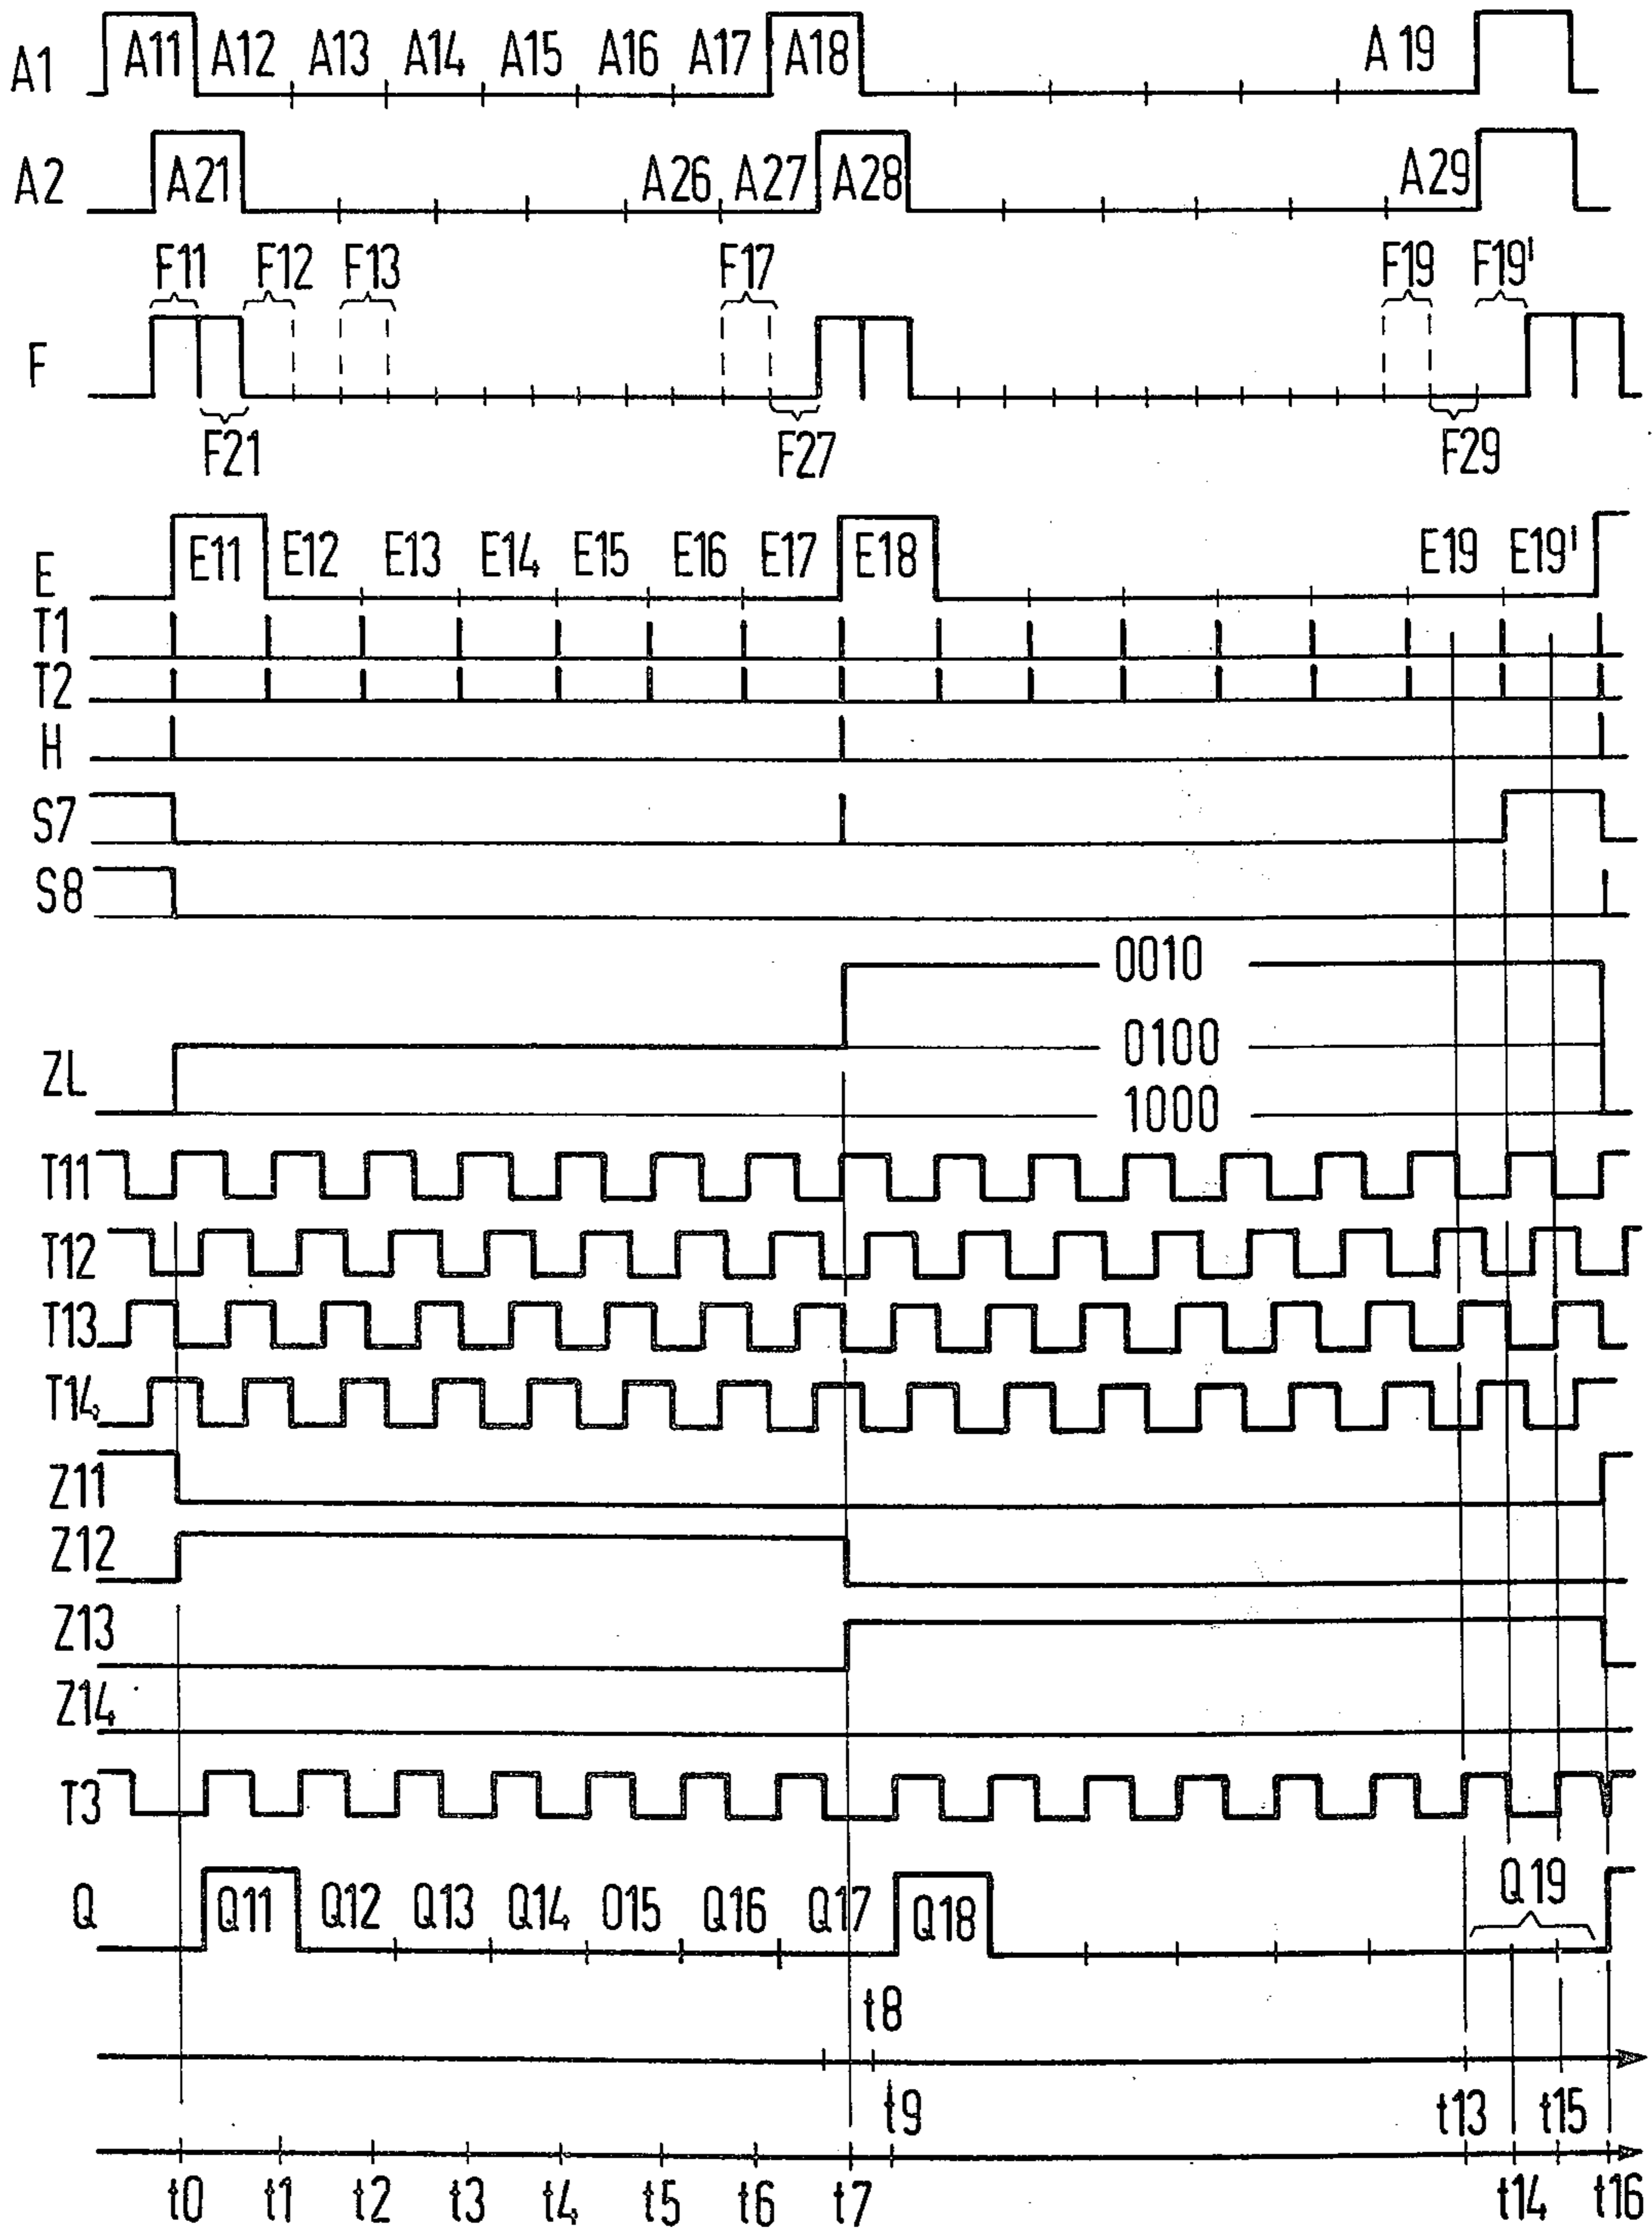 A1 A11 A12 A13 A14 A15 A16 A17 A18 A19
A2 A21 A26 A27 A28 A29
F11 F12 F13 F17 F19 F19'
F
F21 F27 F29
E E11 E12 E13 E14 E15 E16 E17 E18 E19 E19'
T1
T2
H
S7
S8
0010
0100
ZL
1000
T11
T12
T13
T14
Z11
Z12
Z13
Z14
T3
Q Q11 Q12 Q13 Q14 O15 Q16 Q17 Q18 Q19
t8
t9 t13 t15
t0 t1 t2 t3 t4 t5 t6 t7 t14 t16